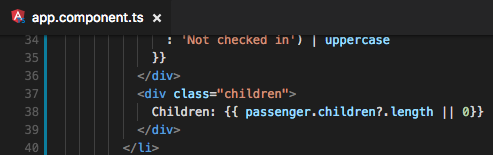 app.component.ts ×
34 : 'Not checked in') | uppercase
35 }}
36 </div>
37 <div class="children">
38 Children: {{ passenger.children?.length || 0}}
39 </div>
40 </li>